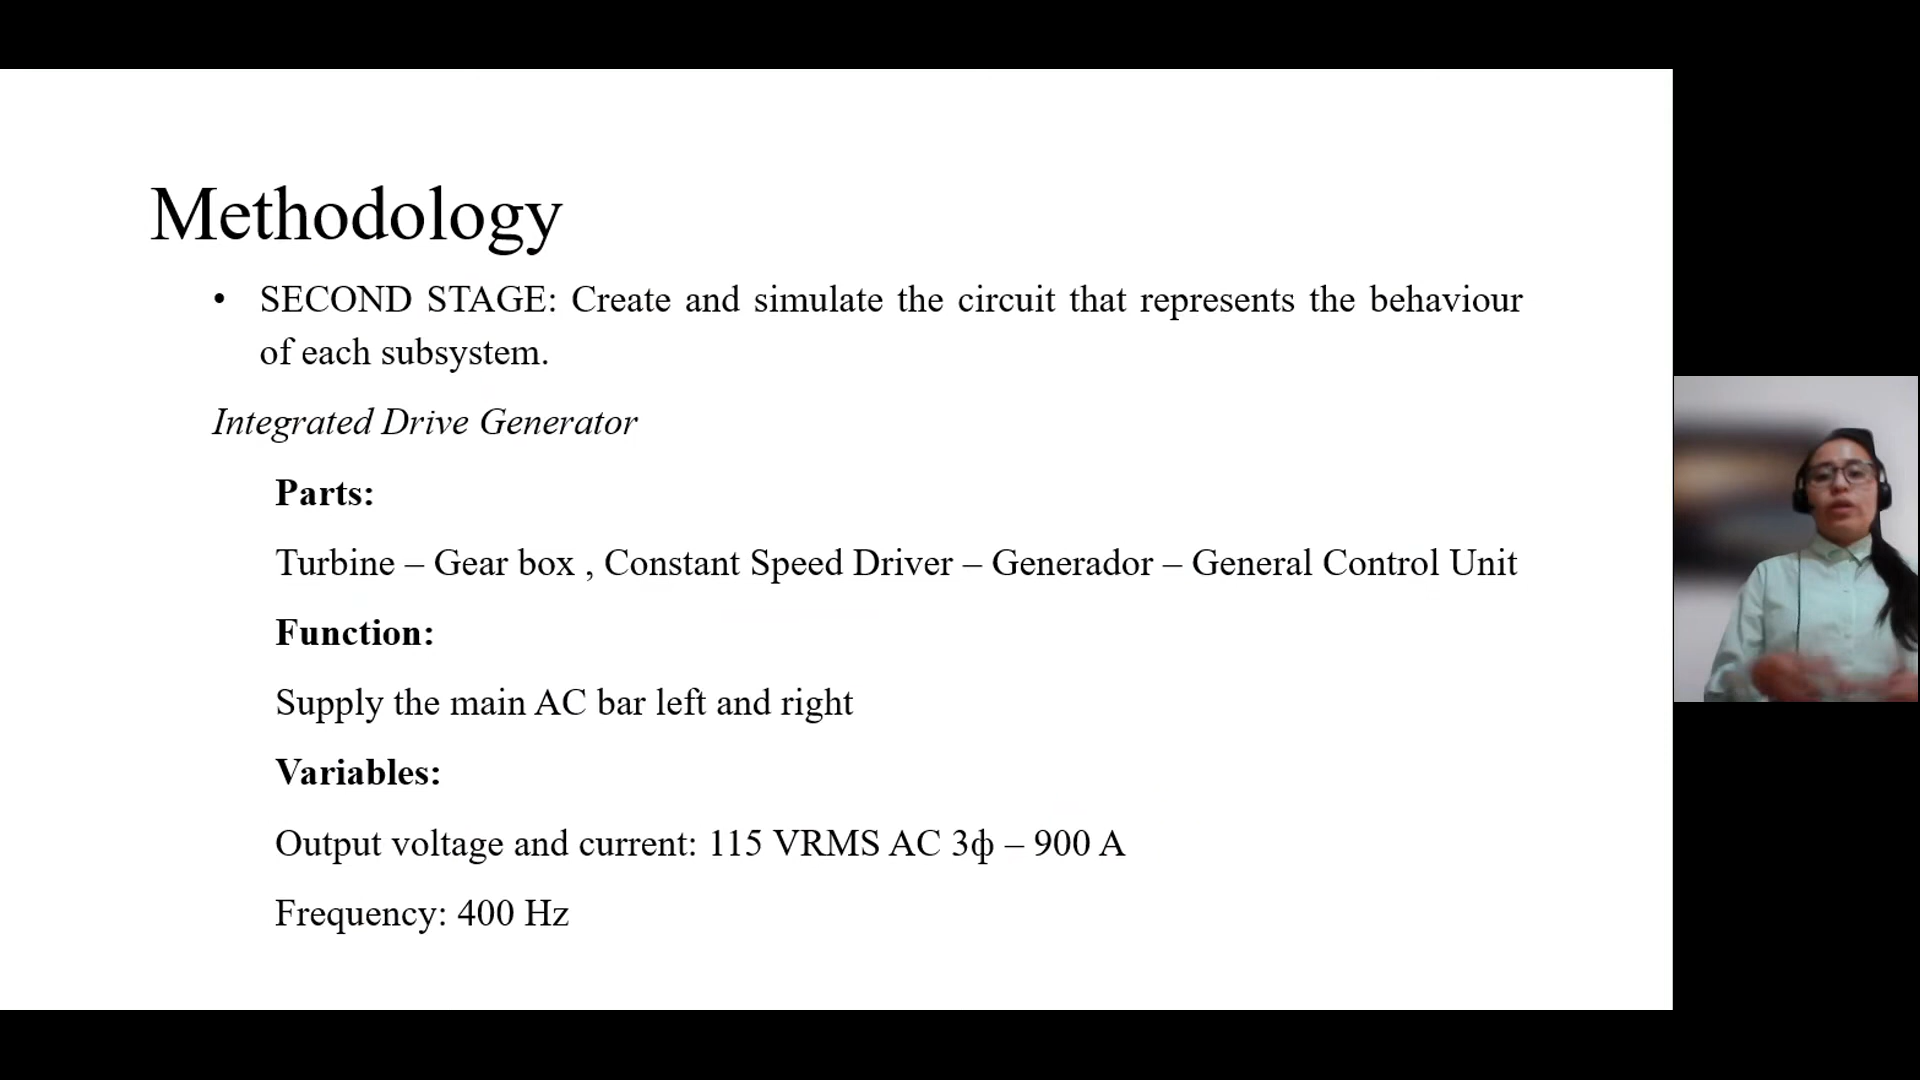 Methodology
• SECOND STAGE: Create and simulate the circuit that represents the behaviour
of each subsystem.
Integrated Drive Generator
Parts:
Turbine – Gear box , Constant Speed Driver – Generador – General Control Unit
Function:
Supply the main AC bar left and right
Variables:
Output voltage and current: 115 VRMS AC 3ф – 900 A
Frequency: 400 Hz